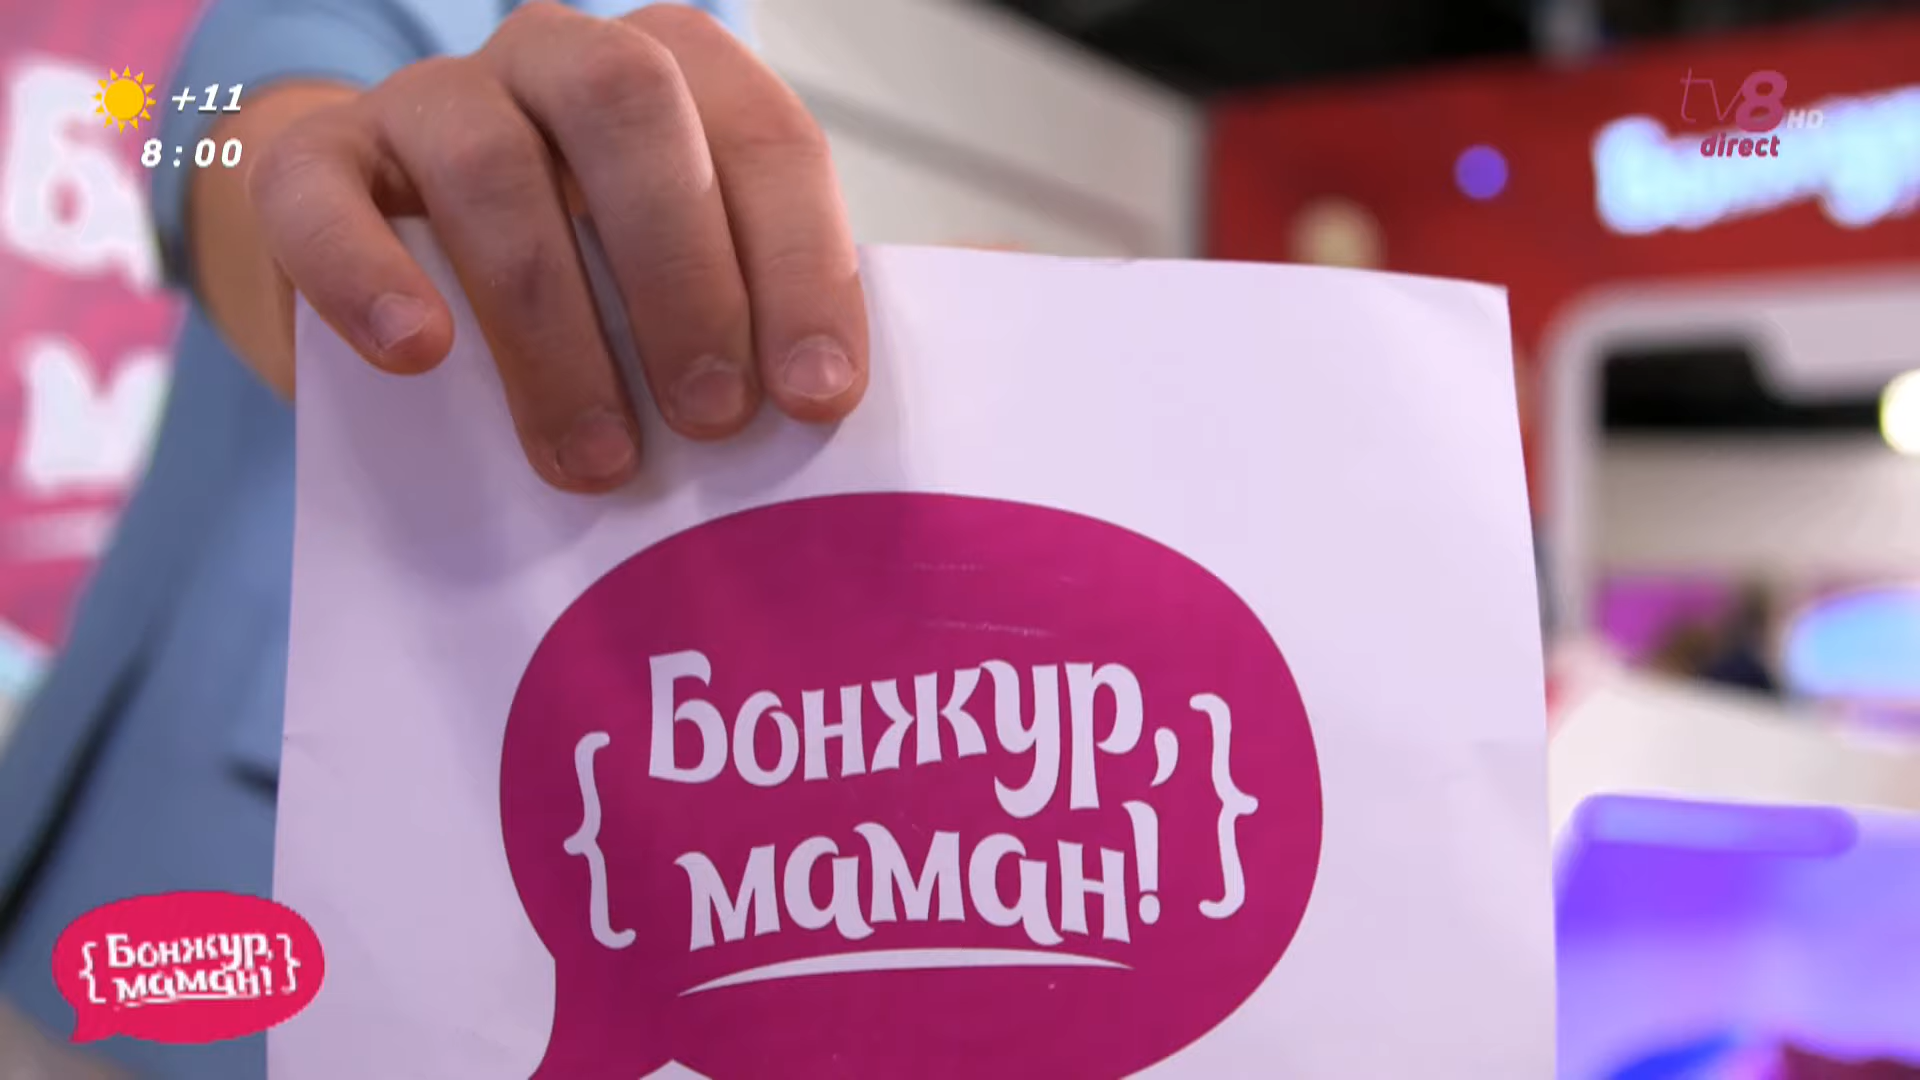 +11
8:00
tv8 HD
direct
{Бонжур,
маман!}
{Бонжур,
маман!}